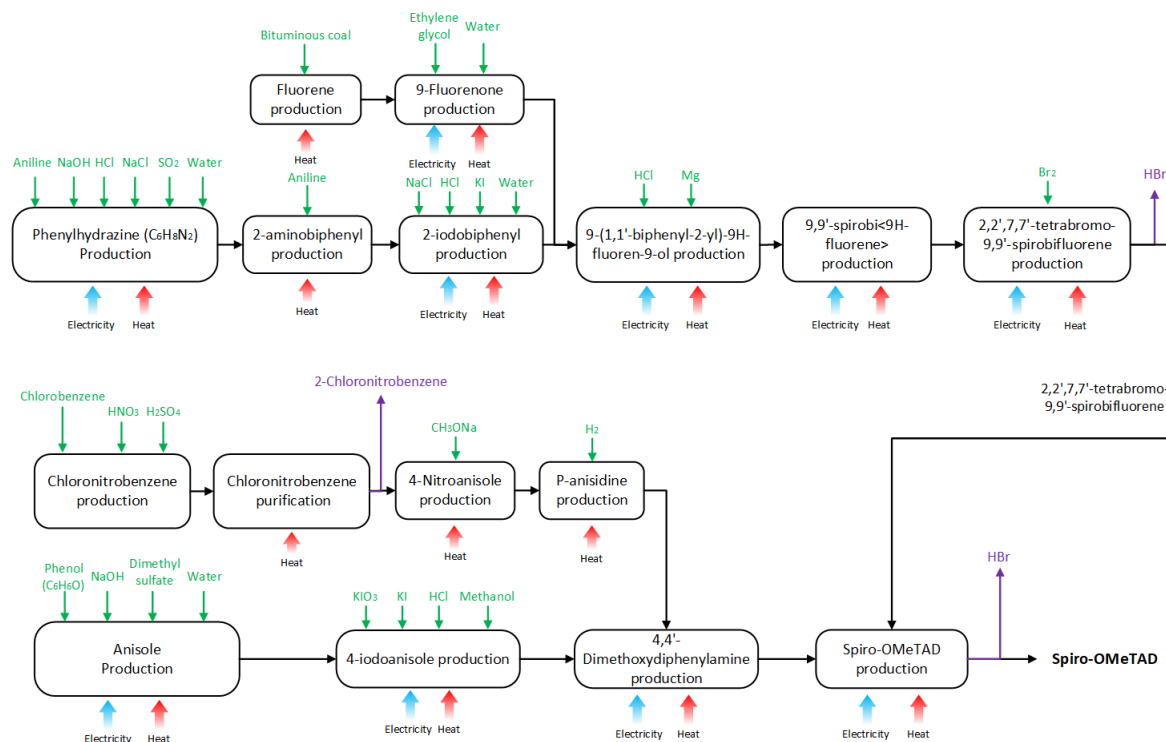 Ethylene
glycol
Water
Bituminous coal
Fluorene
production
9-Fluorenone
production
Heat
Electricity
Heat
Aniline
NaOH
HCl
NaCl
SO₂
Water
Aniline
NaCl
HCl
KI
Water
HCl
Mg
Br₂
HBr
Phenylhydrazine (C₆H₈N₂)
Production
2-aminobiphenyl
production
2-iodobiphenyl
production
9-(1,1'-biphenyl-2-yl)-9H-
fluoren-9-ol production
9,9'-spirobi<9H-
fluorene>
production
2,2',7,7'-tetrabromo-
9,9'-spirobifluorene
production
Electricity
Heat
Heat
Electricity
Heat
Electricity
Heat
Electricity
Heat
Electricity
Heat
2-Chloronitrobenzene
2,2',7,7'-tetrabromo-
9,9'-spirobifluorene
Chlorobenzene
HNO₃
H₂SO₄
CH₃ONa
H₂
Chloronitrobenzene
production
Chloronitrobenzene
purification
4-Nitroanisole
production
P-anisidine
production
Heat
Heat
Heat
Phenol
(C₆H₆O)
NaOH
Dimethyl
sulfate
Water
KIO₃
KI
HCl
Methanol
HBr
Anisole
Production
4-iodoanisole production
4,4'-
Dimethoxydiphenylamine
production
Spiro-OMeTAD
production
Spiro-OMeTAD
Electricity
Heat
Electricity
Heat
Electricity
Heat
Electricity
Heat